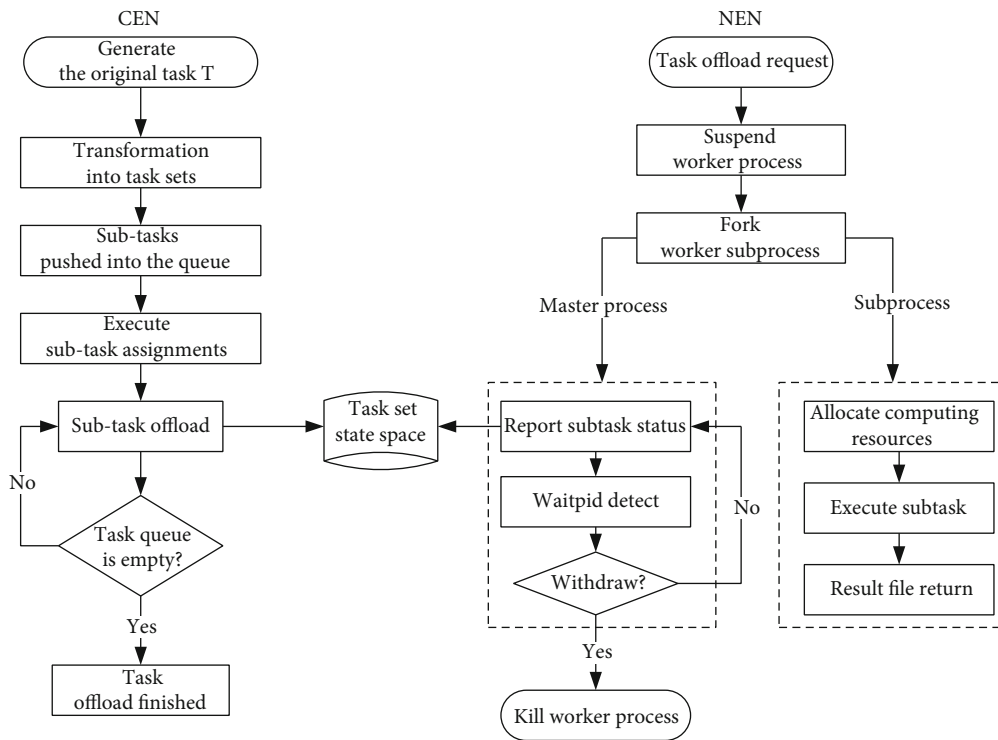 CEN
Generate
the original task T
Transformation
into task sets
Sub-tasks
pushed into the queue
Execute
sub-task assignments
Sub-task offload
No
Task queue
is empty?
Yes
Task
offload finished
Task set
state space
NEN
Task offload request
Suspend
worker process
Fork
worker subprocess
Master process
Subprocess
Report subtask status
Waitpid detect
No
Withdraw?
Yes
Kill worker process
Allocate computing
resources
Execute subtask
Result file return